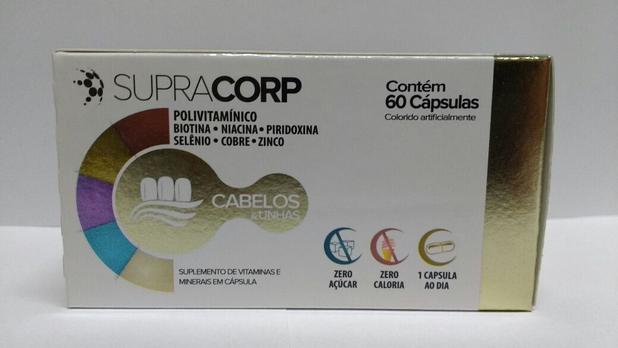 SUPRACORP
POLIVITAMÍNICO
BIOTINA • NIACINA • PIRIDOXINA
SELÊNIO • COBRE • ZINCO
CABELOS
& UNHAS
SUPLEMENTO DE VITAMINAS E
MINERAIS EM CÁPSULA
Contém
60 Cápsulas
Colorido artificialmente
ZERO
AÇÚCAR
ZERO
CALORIA
1 CAPSULA
AO DIA